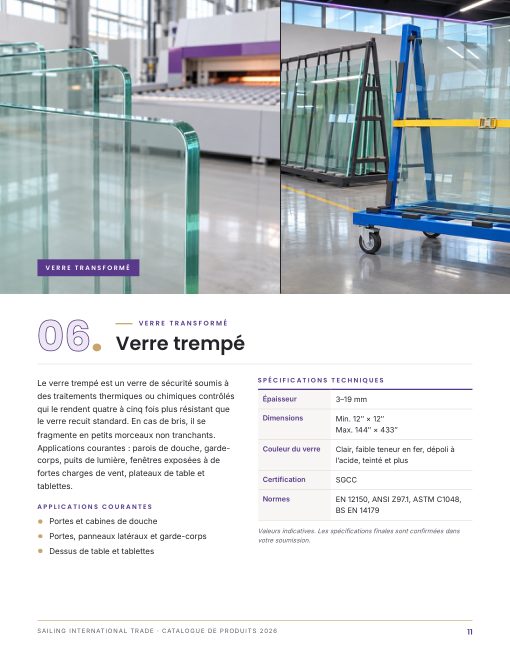 VERRE TRANSFORMÉ
06.
VERRE TRANSFORMÉ
Verre trempé
Le verre trempé est un verre de sécurité soumis à
des traitements thermiques ou chimiques contrôlés
qui le rendent quatre à cinq fois plus résistant que
le verre recuit standard. En cas de bris, il se
fragmente en petits morceaux non tranchants.
Applications courantes : parois de douche, garde-
corps, puits de lumière, fenêtres exposées à de
fortes charges de vent, plateaux de table et
tablettes.
APPLICATIONS COURANTES
Portes et cabines de douche
Portes, panneaux latéraux et garde-corps
Dessus de table et tablettes
SPÉCIFICATIONS TECHNIQUES
Épaisseur 3–19 mm
Dimensions Min. 12″ × 12″
Max. 144″ × 433″
Couleur du verre Clair, faible teneur en fer, dépoli à
l'acide, teinté et plus
Certification SGCC
Normes EN 12150, ANSI Z97.1, ASTM C1048,
BS EN 14179
Valeurs indicatives. Les spécifications finales sont confirmées dans
votre soumission.
SAILING INTERNATIONAL TRADE · CATALOGUE DE PRODUITS 2026
11